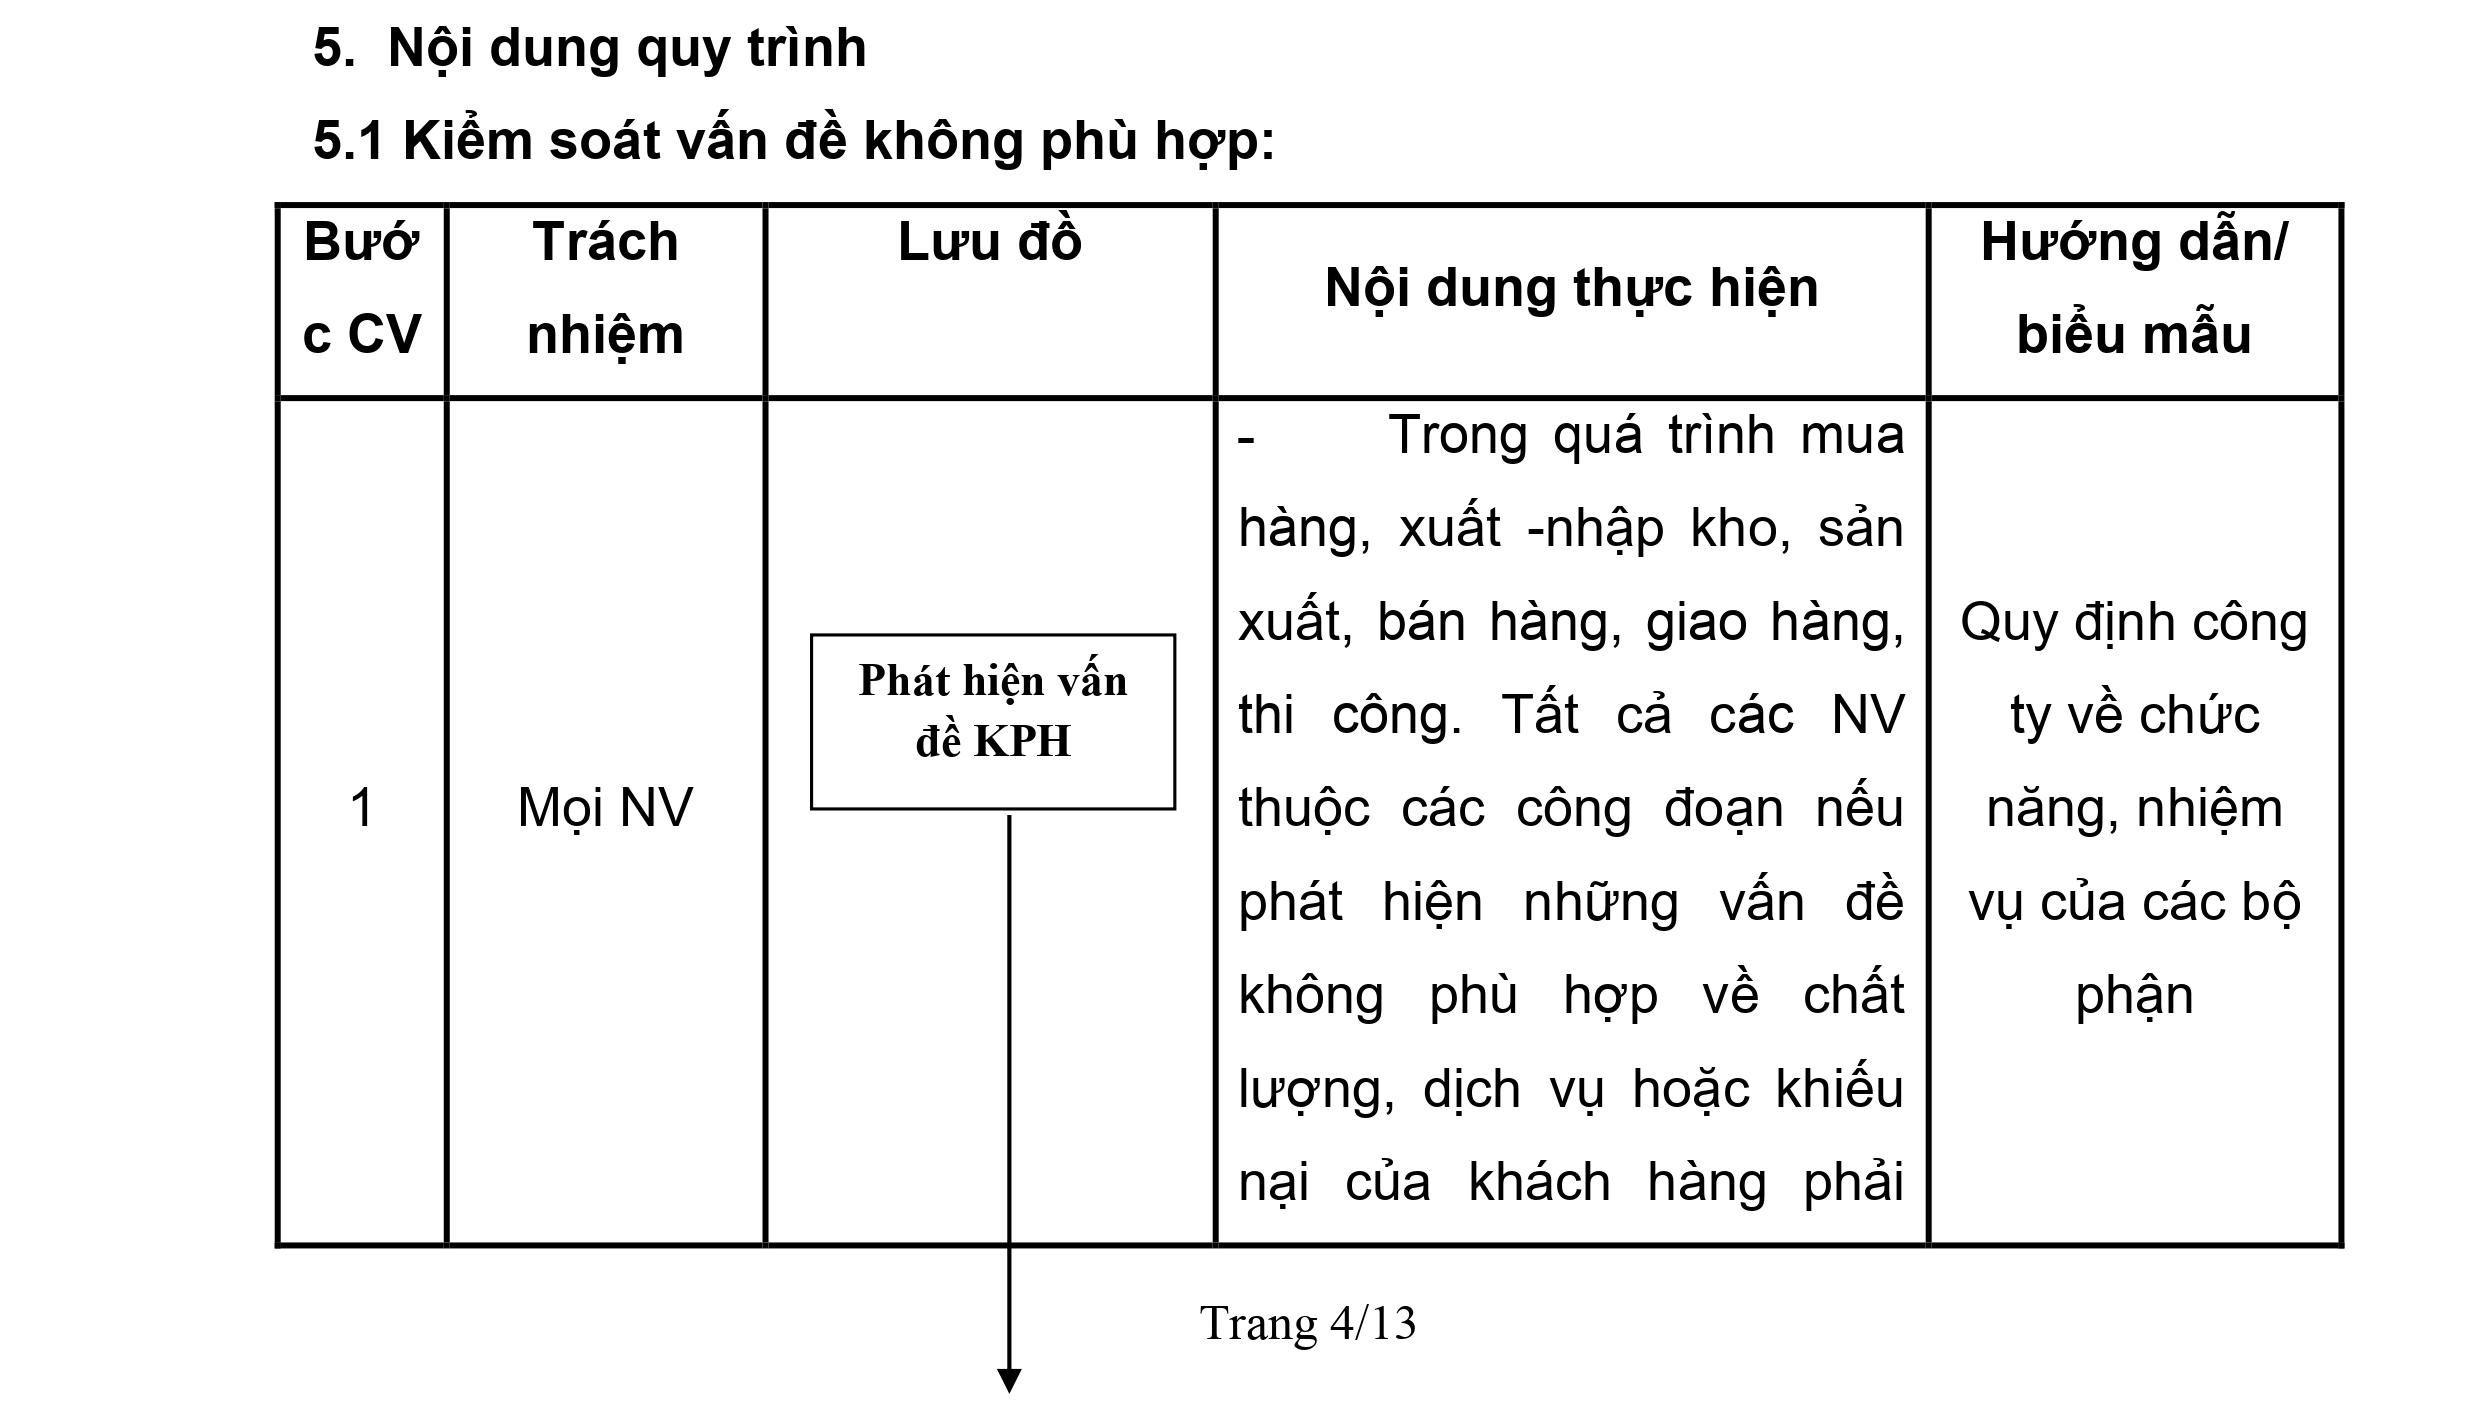 5. Nội dung quy trình
5.1 Kiểm soát vấn đề không phù hợp:
Bướ
c CV
Trách
nhiệm
Lưu đồ
Nội dung thực hiện
Hướng dẫn/
biểu mẫu
1
Mọi NV
Phát hiện vấn
đề KPH
- Trong quá trình mua
hàng, xuất -nhập kho, sản
xuất, bán hàng, giao hàng,
thi công. Tất cả các NV
thuộc các công đoạn nếu
phát hiện những vấn đề
không phù hợp về chất
lượng, dịch vụ hoặc khiếu
nại của khách hàng phải
Quy định công
ty về chức
năng, nhiệm
vụ của các bộ
phận
Trang 4/13